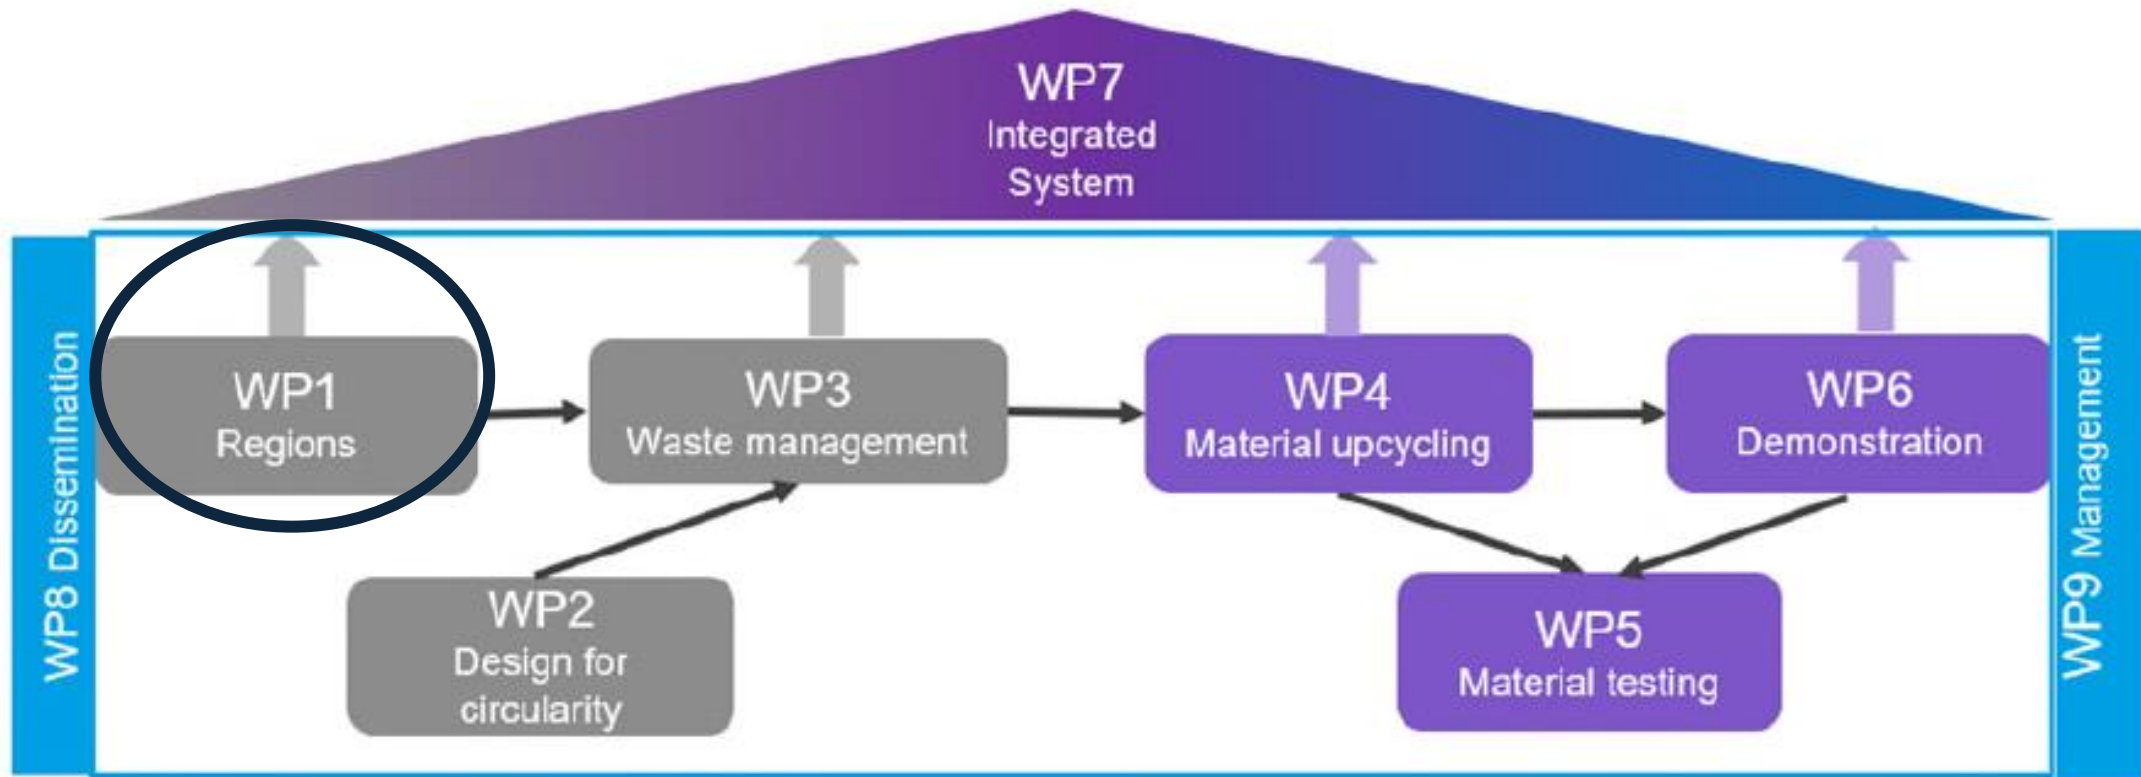 WP7
Integrated
System
WP8 Dissemination
WP1
Regions
WP3
Waste management
WP4
Material upcycling
WP6
Demonstration
WP2
Design for
circularity
WP5
Material testing
WP9 Management